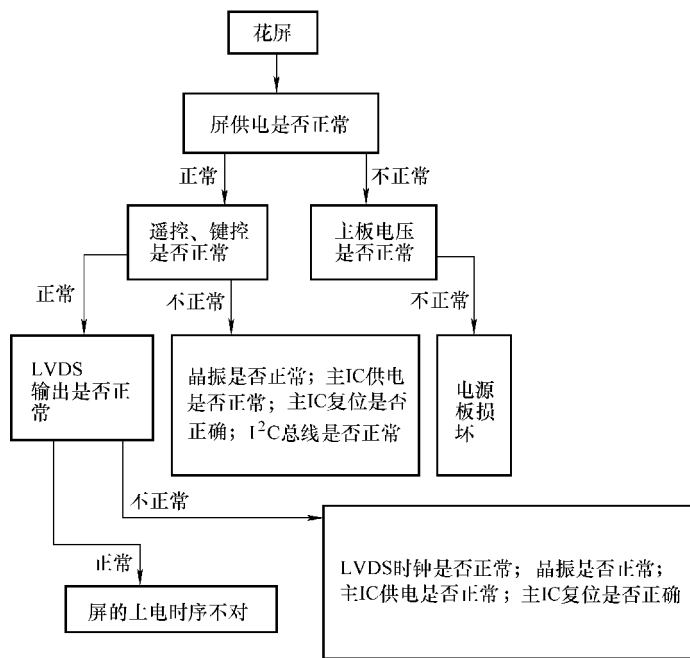 花屏
屏供电是否正常
正常
不正常
遥控、键控
是否正常
主板电压
是否正常
正常
不正常
不正常
LVDS
输出是否正
常
晶振是否正常；主IC供电
是否正常；主IC复位是否
正确；I²C总线是否正常
电源
板损
坏
不正常
正常
LVDS时钟是否正常；晶振是否正常；
主IC供电是否正常；主IC复位是否正确
屏的上电时序不对